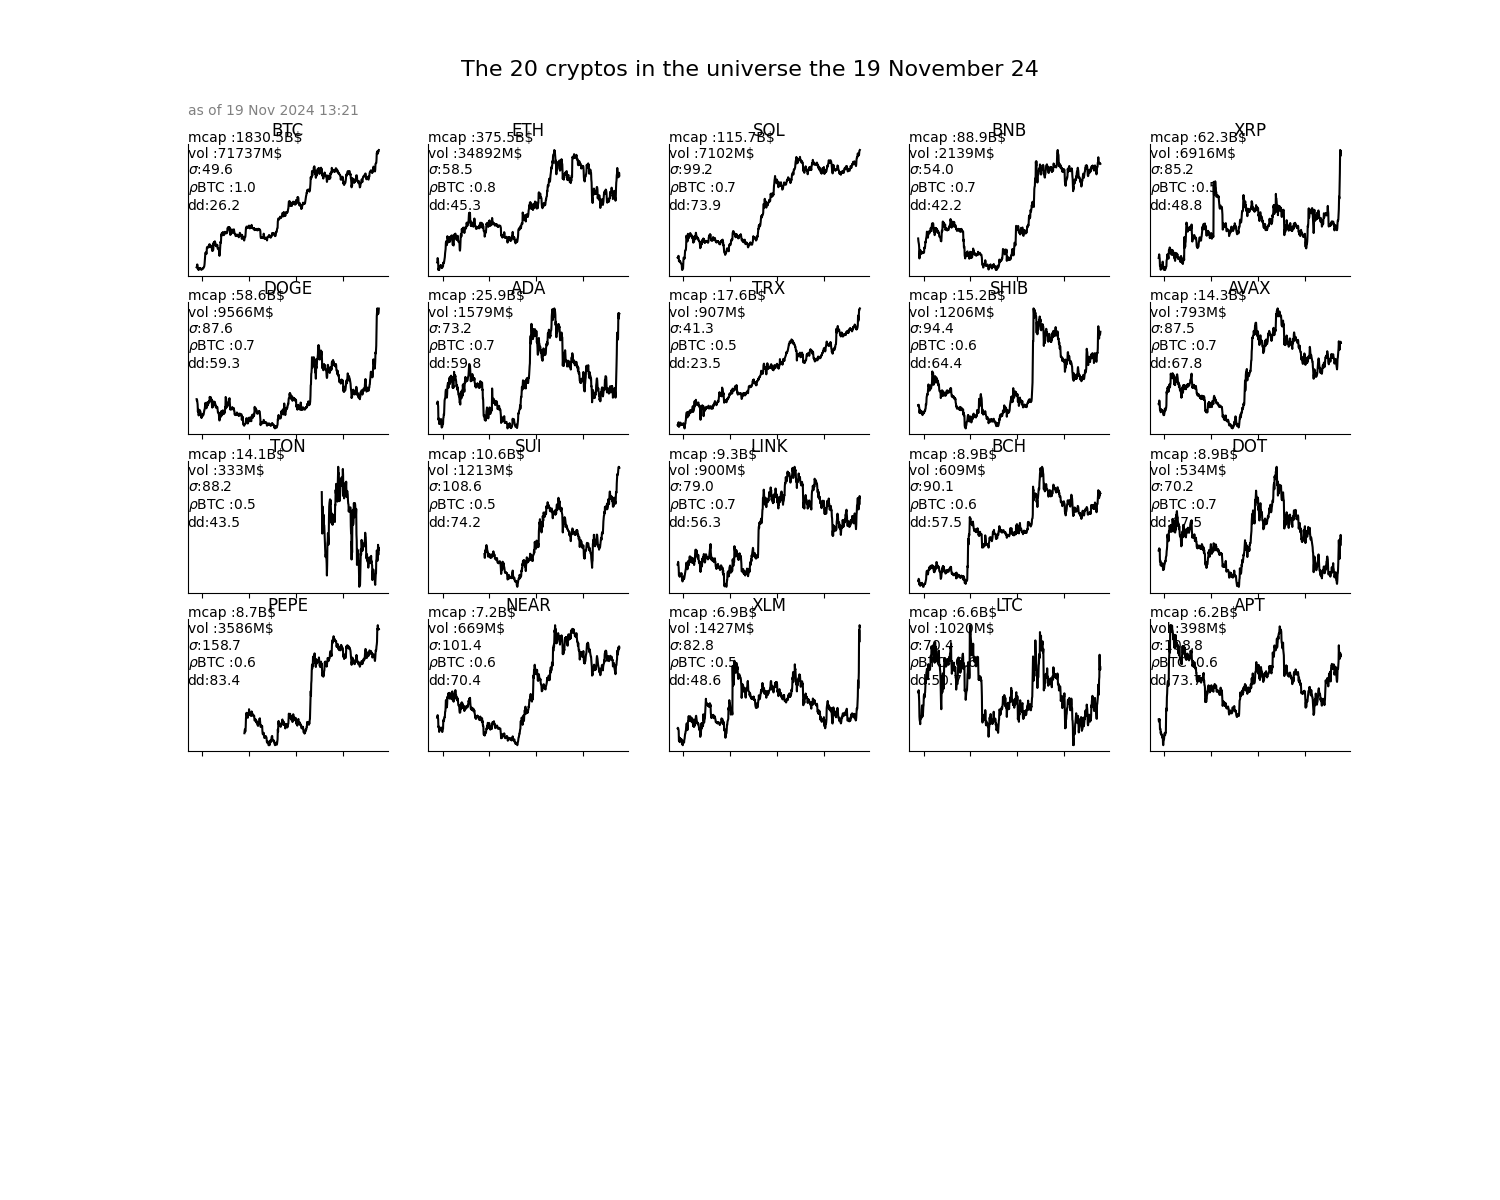 The 20 cryptos in the universe the 19 November 24
as of 19 Nov 2024 13:21
BTC
mcap :1830.5B$
vol :71737M$
σ:49.6
ρBTC :1.0
dd:26.2
ETH
mcap :375.5B$
vol :34892M$
σ:58.5
ρBTC :0.8
dd:45.3
SOL
mcap :115.7B$
vol :7102M$
σ:99.2
ρBTC :0.7
dd:73.9
BNB
mcap :88.9B$
vol :2139M$
σ:54.0
ρBTC :0.7
dd:42.2
XRP
mcap :62.3B$
vol :6916M$
σ:85.2
ρBTC :0.5
dd:48.8
DOGE
mcap :58.6B$
vol :9566M$
σ:87.6
ρBTC :0.7
dd:59.3
ADA
mcap :25.9B$
vol :1579M$
σ:73.2
ρBTC :0.7
dd:59.8
TRX
mcap :17.6B$
vol :907M$
σ:41.3
ρBTC :0.5
dd:23.5
SHIB
mcap :15.2B$
vol :1206M$
σ:94.4
ρBTC :0.6
dd:64.4
AVAX
mcap :14.3B$
vol :793M$
σ:87.5
ρBTC :0.7
dd:67.8
TON
mcap :14.1B$
vol :333M$
σ:88.2
ρBTC :0.5
dd:43.5
SUI
mcap :10.6B$
vol :1213M$
σ:108.6
ρBTC :0.5
dd:74.2
LINK
mcap :9.3B$
vol :900M$
σ:79.0
ρBTC :0.7
dd:56.3
BCH
mcap :8.9B$
vol :609M$
σ:90.1
ρBTC :0.6
dd:57.5
DOT
mcap :8.9B$
vol :534M$
σ:70.2
ρBTC :0.7
PEPE
mcap :8.7B$
vol :3586M$
σ:158.7
ρBTC :0.6
dd:83.4
NEAR
mcap :7.2B$
vol :669M$
σ:101.4
ρBTC :0.6
dd:70.4
XLM
mcap :6.9B$
vol :1427M$
σ:82.8
ρBTC :0.5
dd:48.6
LTC
mcap :6.6B$
vol :1020M$
APT
mcap :6.2B$
vol :398M$
ρBTC :0.6